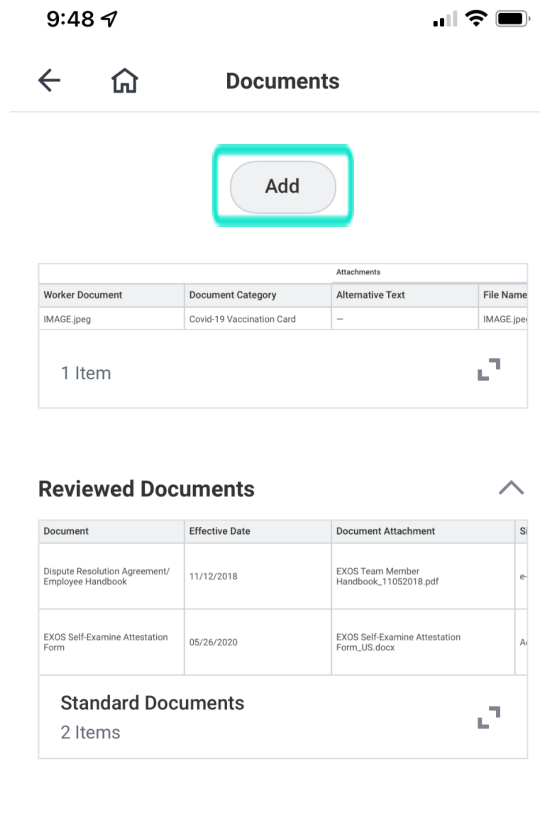 9:48
Documents
Add
Attachments
Worker Document Document Category Alternative Text File Name
IMAGE.jpeg Covid-19 Vaccination Card — IMAGE.jpe
1 Item
Reviewed Documents
Document Effective Date Document Attachment Si
Dispute Resolution Agreement/
Employee Handbook
11/12/2018
EXOS Team Member
Handbook_11052018.pdf
e-
EXOS Self-Examine Attestation
Form
05/26/2020
EXOS Self-Examine Attestation
Form_US.docx
Standard Documents
2 Items